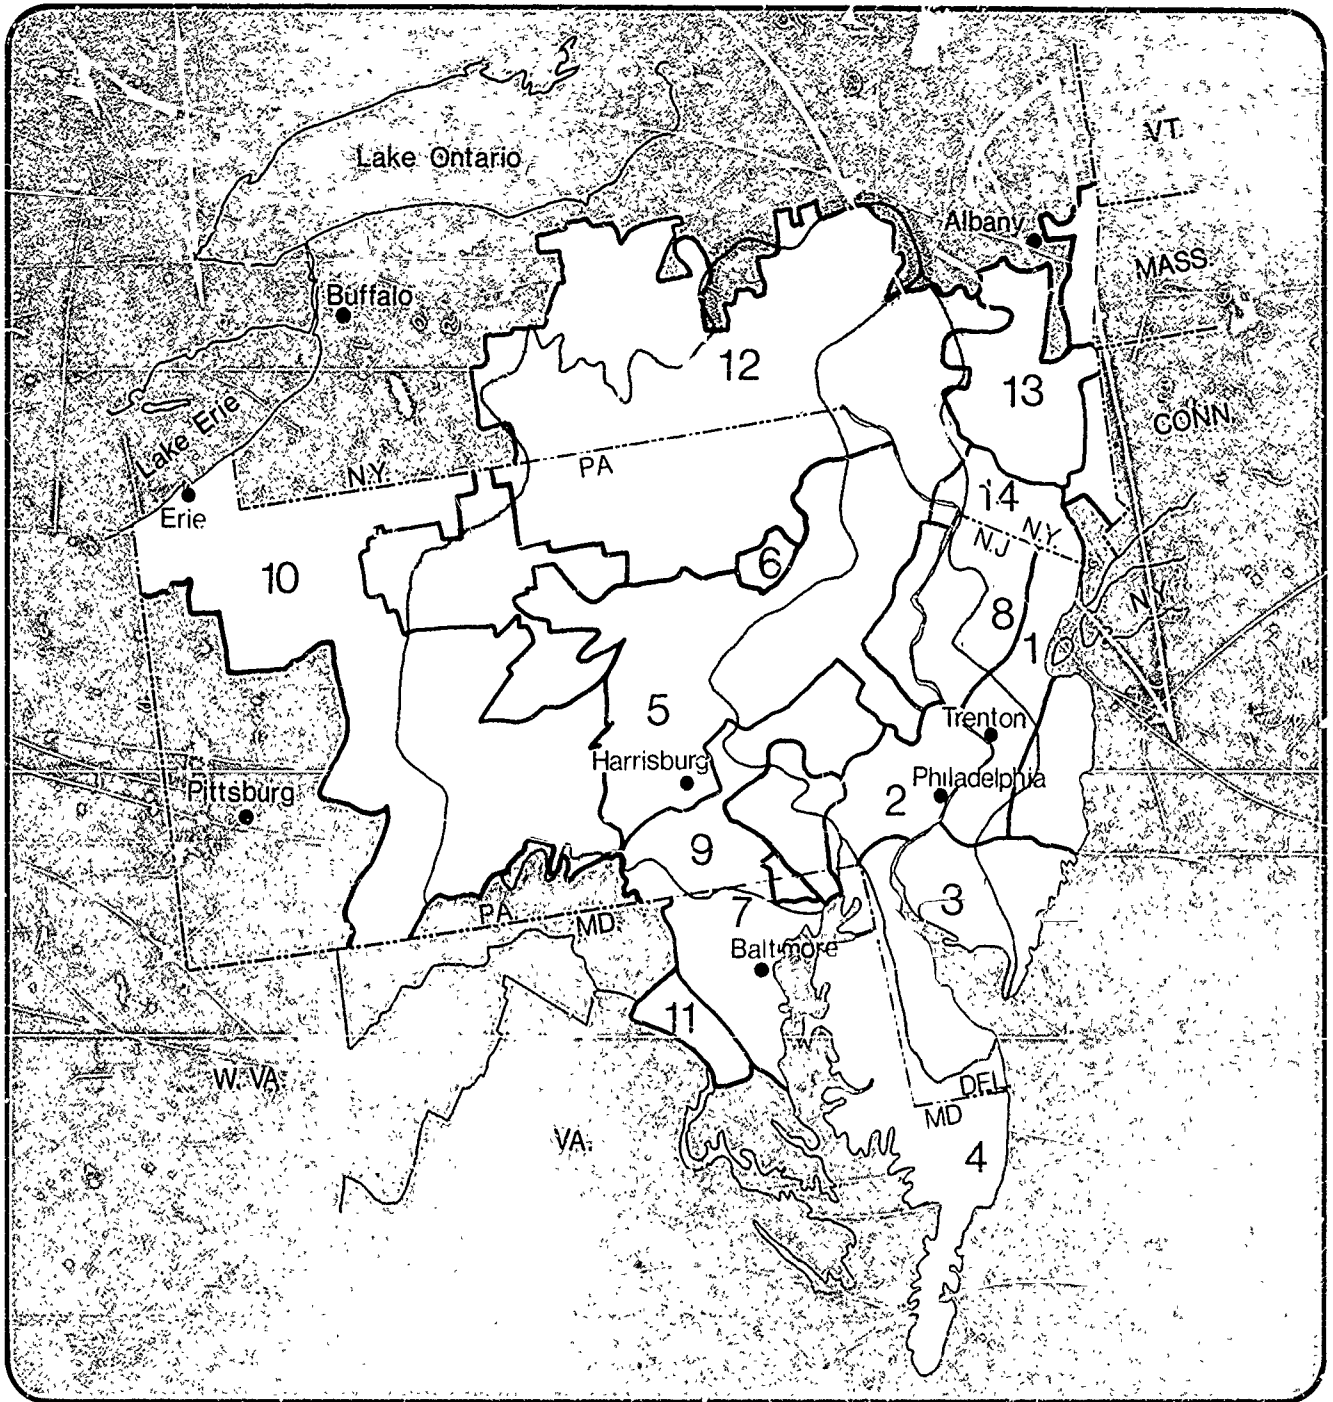 VT.
Lake Ontario
Albany
MASS
Buffalo
12
13
Lake Erie
CONN.
N.Y.
PA
14
Erie
N.Y.
N.J
10
6
N.Y.
8
1
5
Trenton
Harrisburg
Philadelphia
Pittsburg
2
9
3
PA.
MD.
7
Baltimore
11
W. VA
DEL
MD
VA.
4